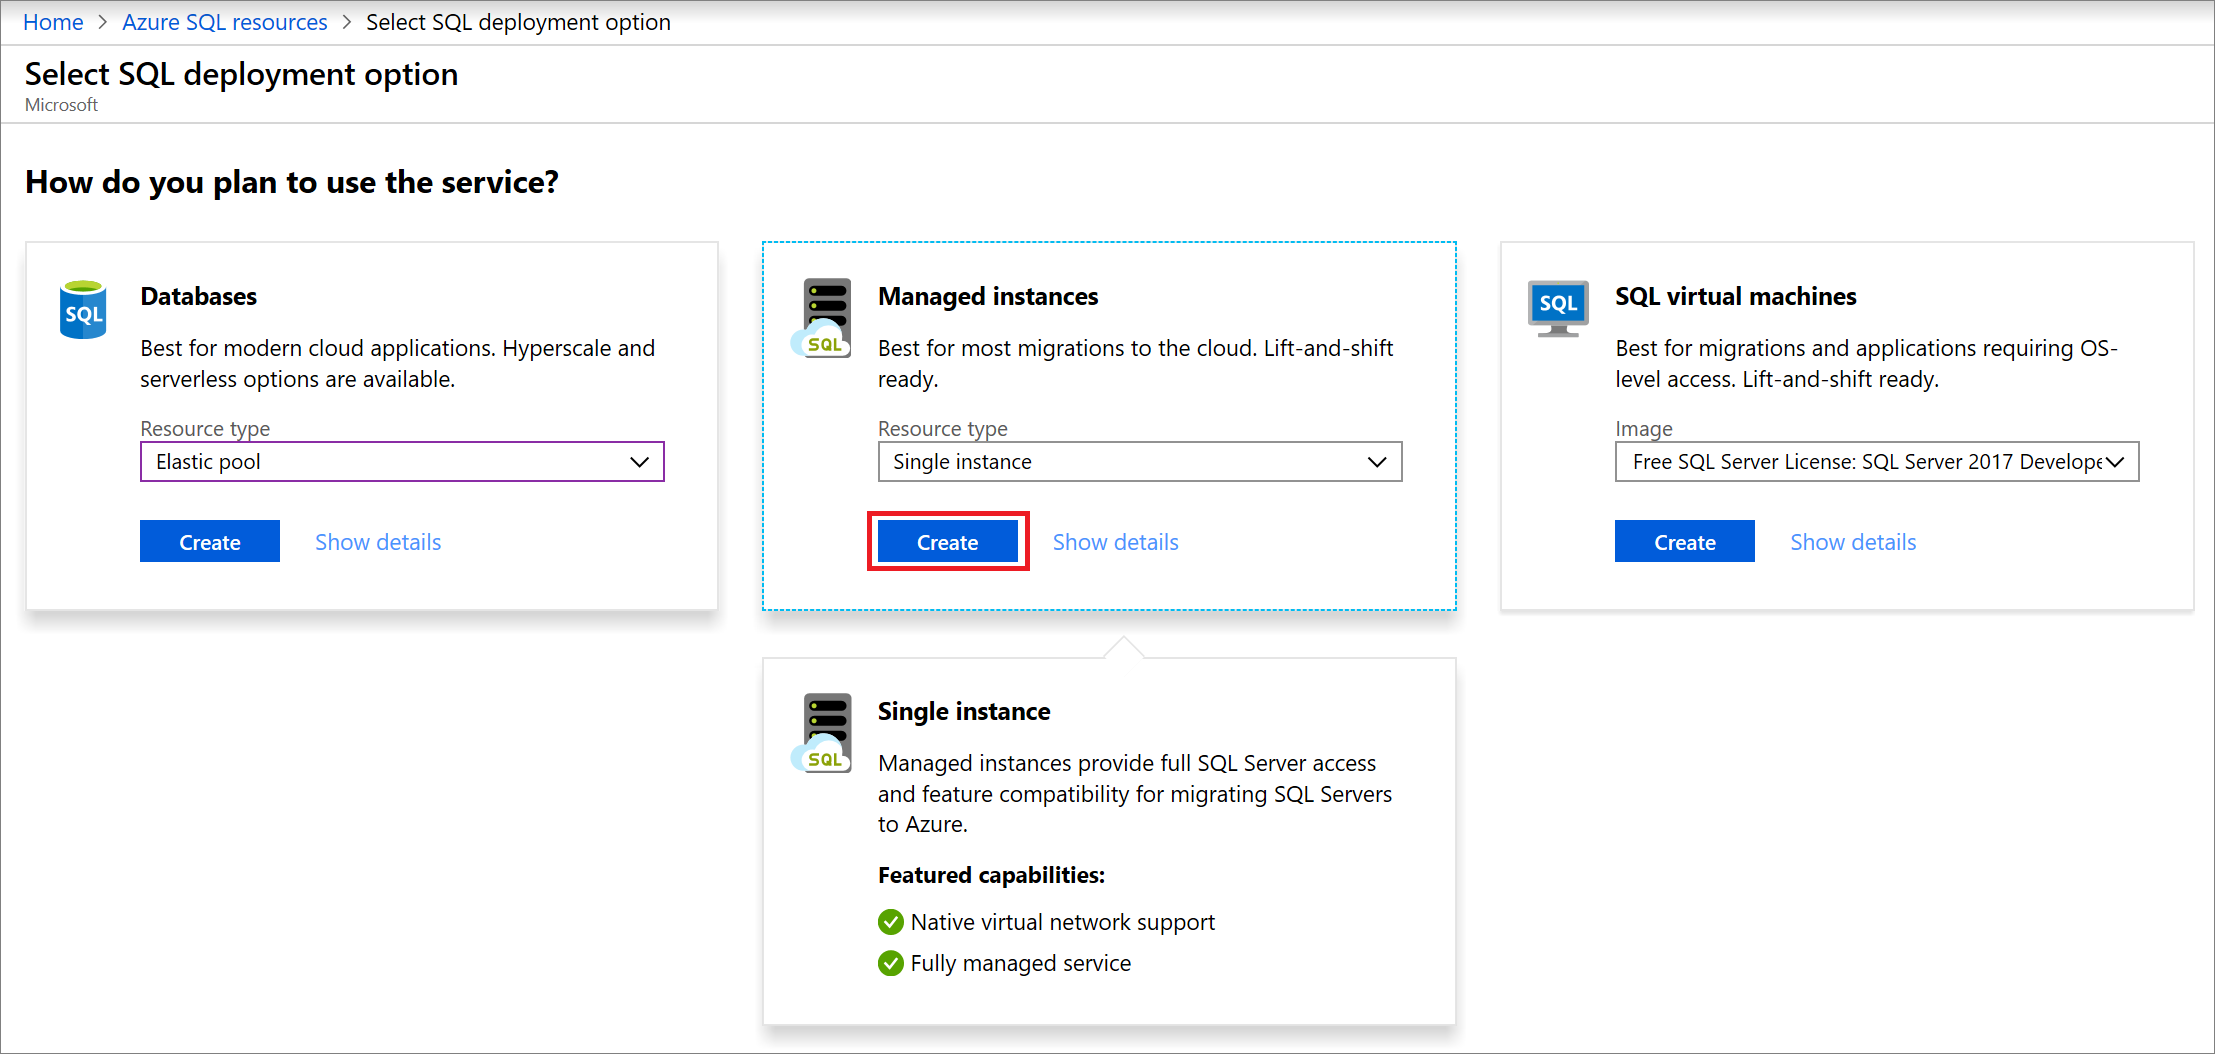 Home > Azure SQL resources > Select SQL deployment option
Select SQL deployment option
Microsoft
How do you plan to use the service?
SQL
Databases
Best for modern cloud applications. Hyperscale and
serverless options are available.
Resource type
Elastic pool
Create Show details
SQL
Managed instances
Best for most migrations to the cloud. Lift-and-shift
ready.
Resource type
Single instance
Create Show details
SQL
SQL virtual machines
Best for migrations and applications requiring OS-
level access. Lift-and-shift ready.
Image
Free SQL Server License: SQL Server 2017 Develope
Create Show details
SQL
Single instance
Managed instances provide full SQL Server access
and feature compatibility for migrating SQL Servers
to Azure.
Featured capabilities:
Native virtual network support
Fully managed service